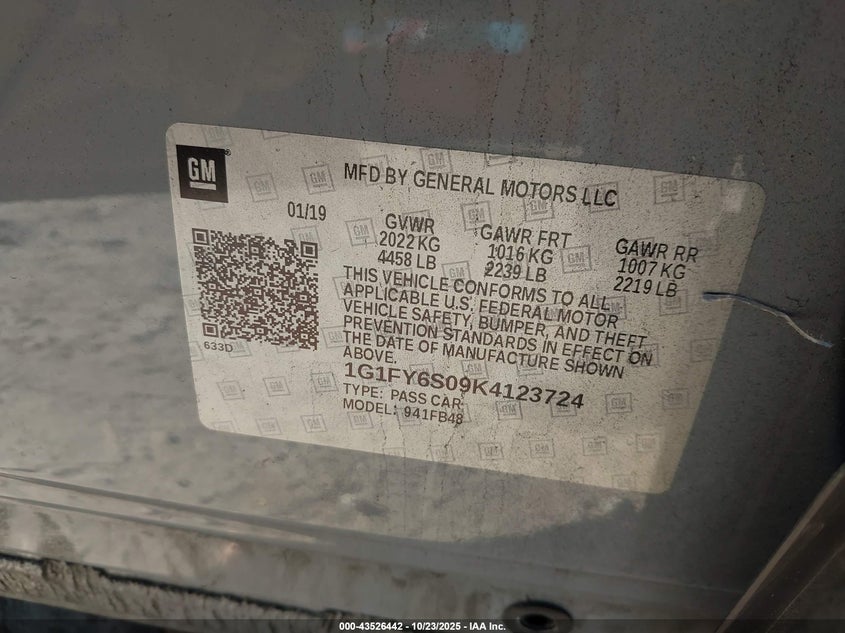 GM
MFD BY GENERAL MOTORS LLC
01/19
GVWR
2022 KG
4458 LB
GAWR FRT
1016 KG
2239 LB
GAWR RR
1007 KG
2219 LB
THIS VEHICLE CONFORMS TO ALL
APPLICABLE U.S. FEDERAL MOTOR
VEHICLE SAFETY, BUMPER, AND THEFT
PREVENTION STANDARDS IN EFFECT ON
THE DATE OF MANUFACTURE SHOWN
ABOVE.
633D
1G1FY6S09K4123724
TYPE: PASS CAR
MODEL: 941FB48
000-43526442 - 10/23/2025 - IAA Inc.